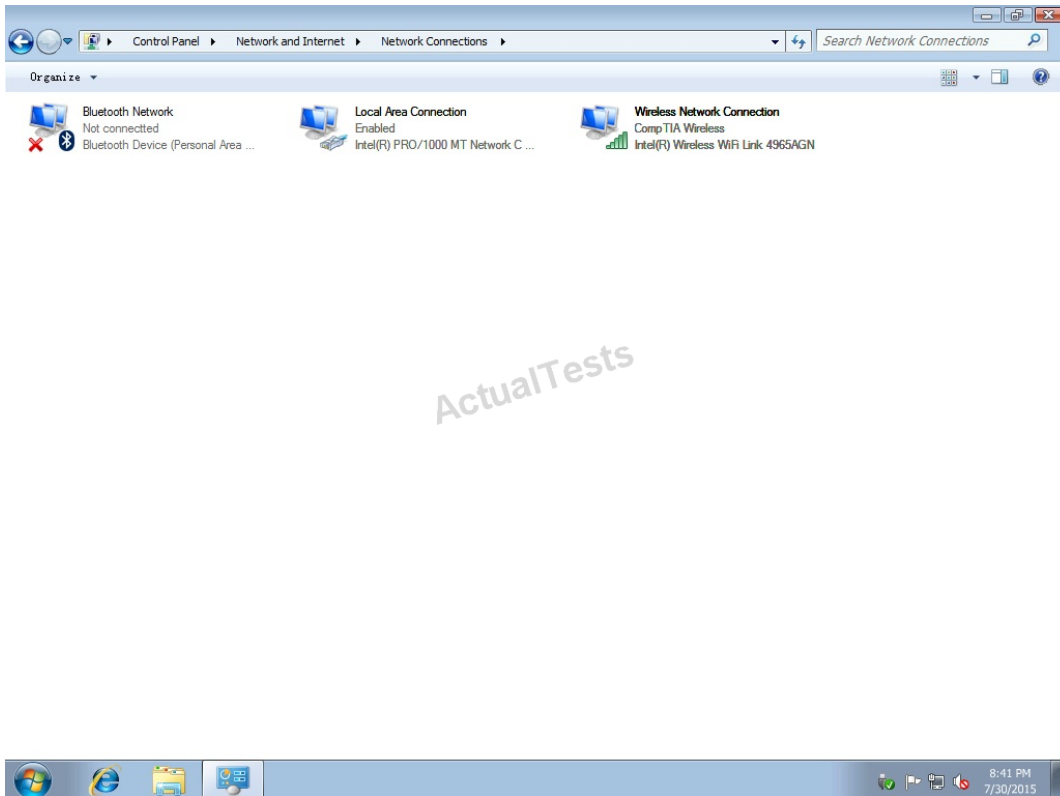 Control Panel Network and Internet Network Connections Search Network Connections
Organize
Bluetooth Network
Not connectted
Bluetooth Device (Personal Area ...
Local Area Connection
Enabled
Intel(R) PRO/1000 MT Network C ...
Wireless Network Connection
CompTIA Wireless
Intel(R) Wireless WiFi Link 4965AGN
ActualTests
8:41 PM
7/30/2015